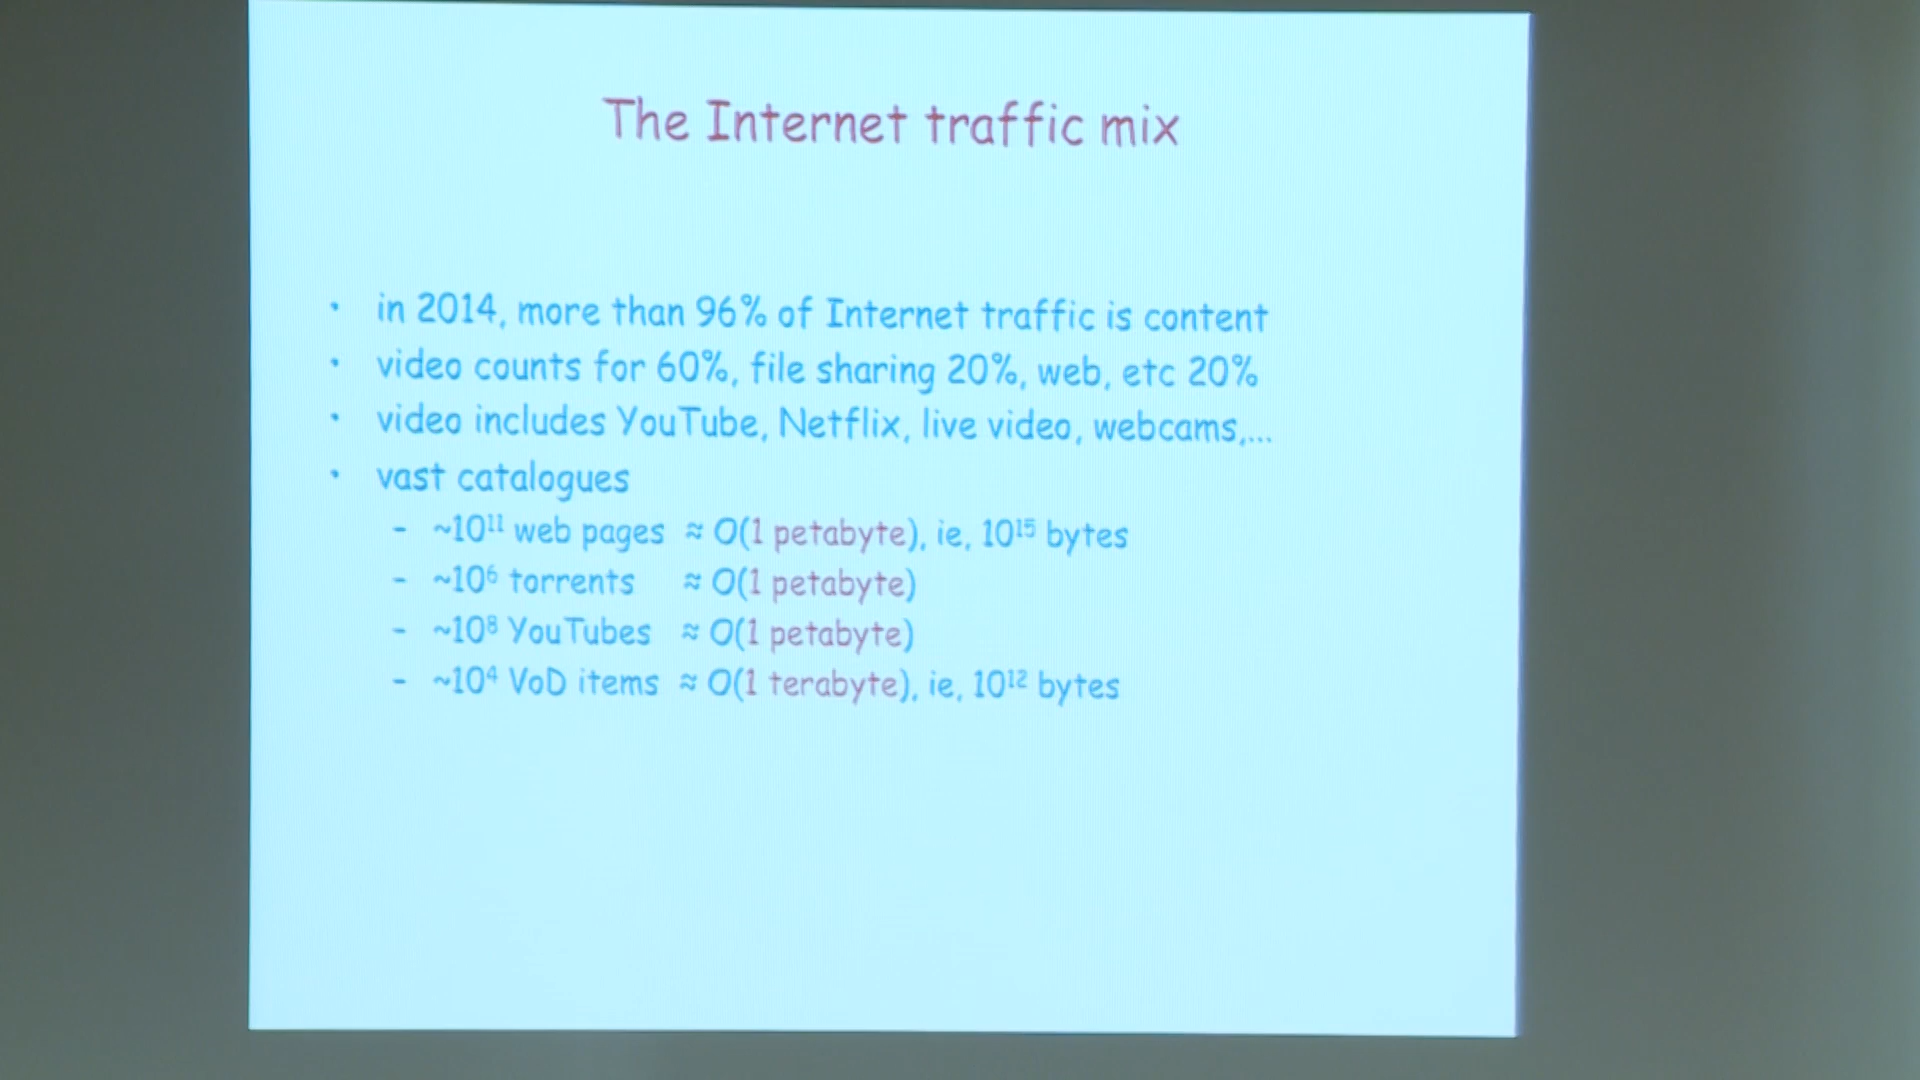 The Internet traffic mix
• in 2014, more than 96% of Internet traffic is content
• video counts for 60%, file sharing 20%, web, etc 20%
• video includes YouTube, Netflix, live video, webcams,...
• vast catalogues
- ~10¹¹ web pages ≈ O(1 petabyte), ie, 10¹⁵ bytes
- ~10⁶ torrents ≈ O(1 petabyte)
- ~10⁸ YouTubes ≈ O(1 petabyte)
- ~10⁴ VoD items ≈ O(1 terabyte), ie, 10¹² bytes